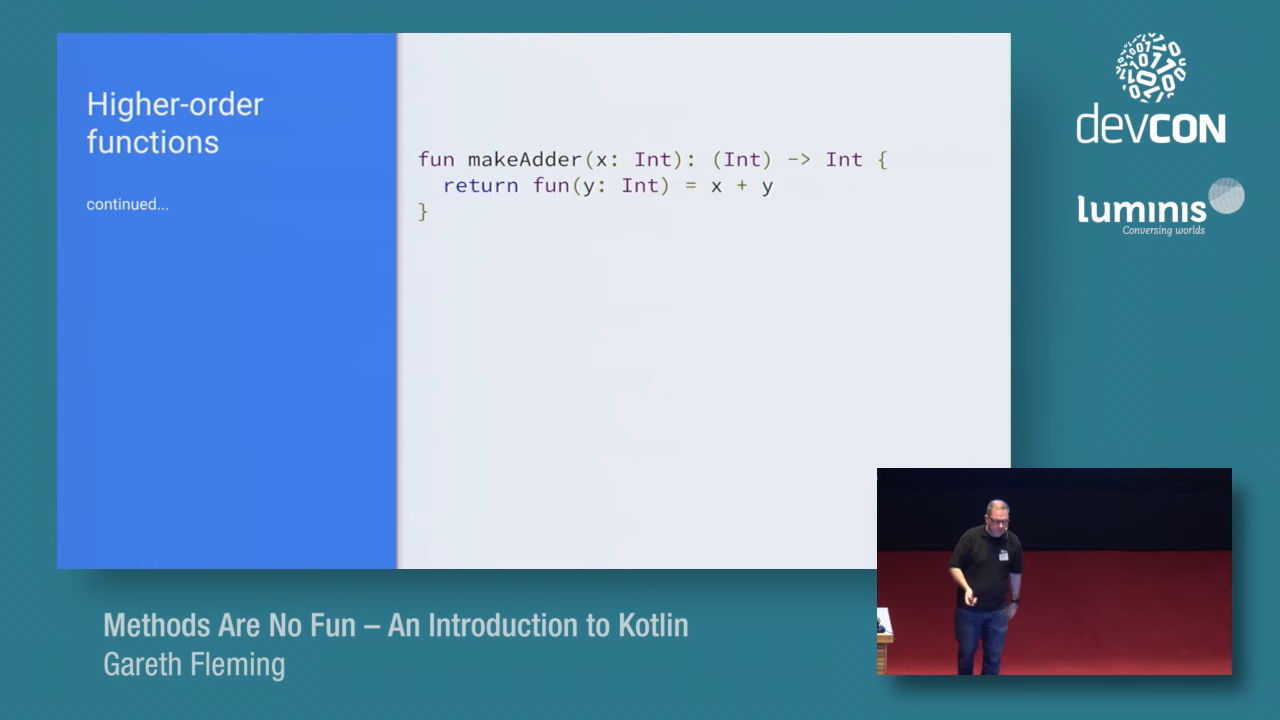 Higher-order
functions
continued...
fun makeAdder(x: Int): (Int) -> Int {
return fun(y: Int) = x + y
}
devCON
luminis
Conversing worlds
Methods Are No Fun – An Introduction to Kotlin
Gareth Fleming